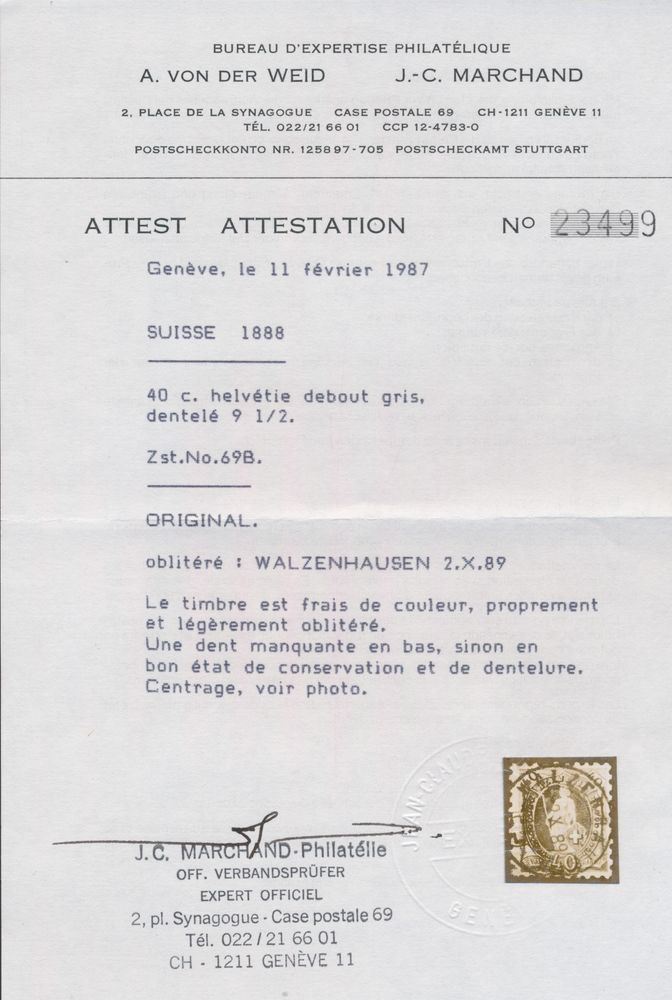 BUREAU D'EXPERTISE PHILATÉLIQUE
A. VON DER WEID J.-C. MARCHAND
2, PLACE DE LA SYNAGOGUE CASE POSTALE 69 CH-1211 GENÈVE 11
TÉL. 022/21 66 01 CCP 12-4783-0
POSTSCHECKKONTO NR. 125897-705 POSTSCHECKAMT STUTTGART
ATTEST ATTESTATION No 23499
Genève, le 11 février 1987
SUISSE 1888
40 c. helvétie debout gris,
dentelé 9 1/2.
Zst.No.69B.
ORIGINAL.
oblitéré : WALZENHAUSEN 2.X.89
Le timbre est frais de couleur, proprement
et légèrement oblitéré.
Une dent manquante en bas, sinon en
bon état de conservation et de dentelure.
Centrage, voir photo.
JEAN-CLAUDE
GENÈ
40
J.C. MARCHAND-Philatélie
OFF. VERBANDSPRÜFER
EXPERT OFFICIEL
2, pl. Synagogue - Case postale 69
Tél. 022 / 21 66 01
CH - 1211 GENÈVE 11